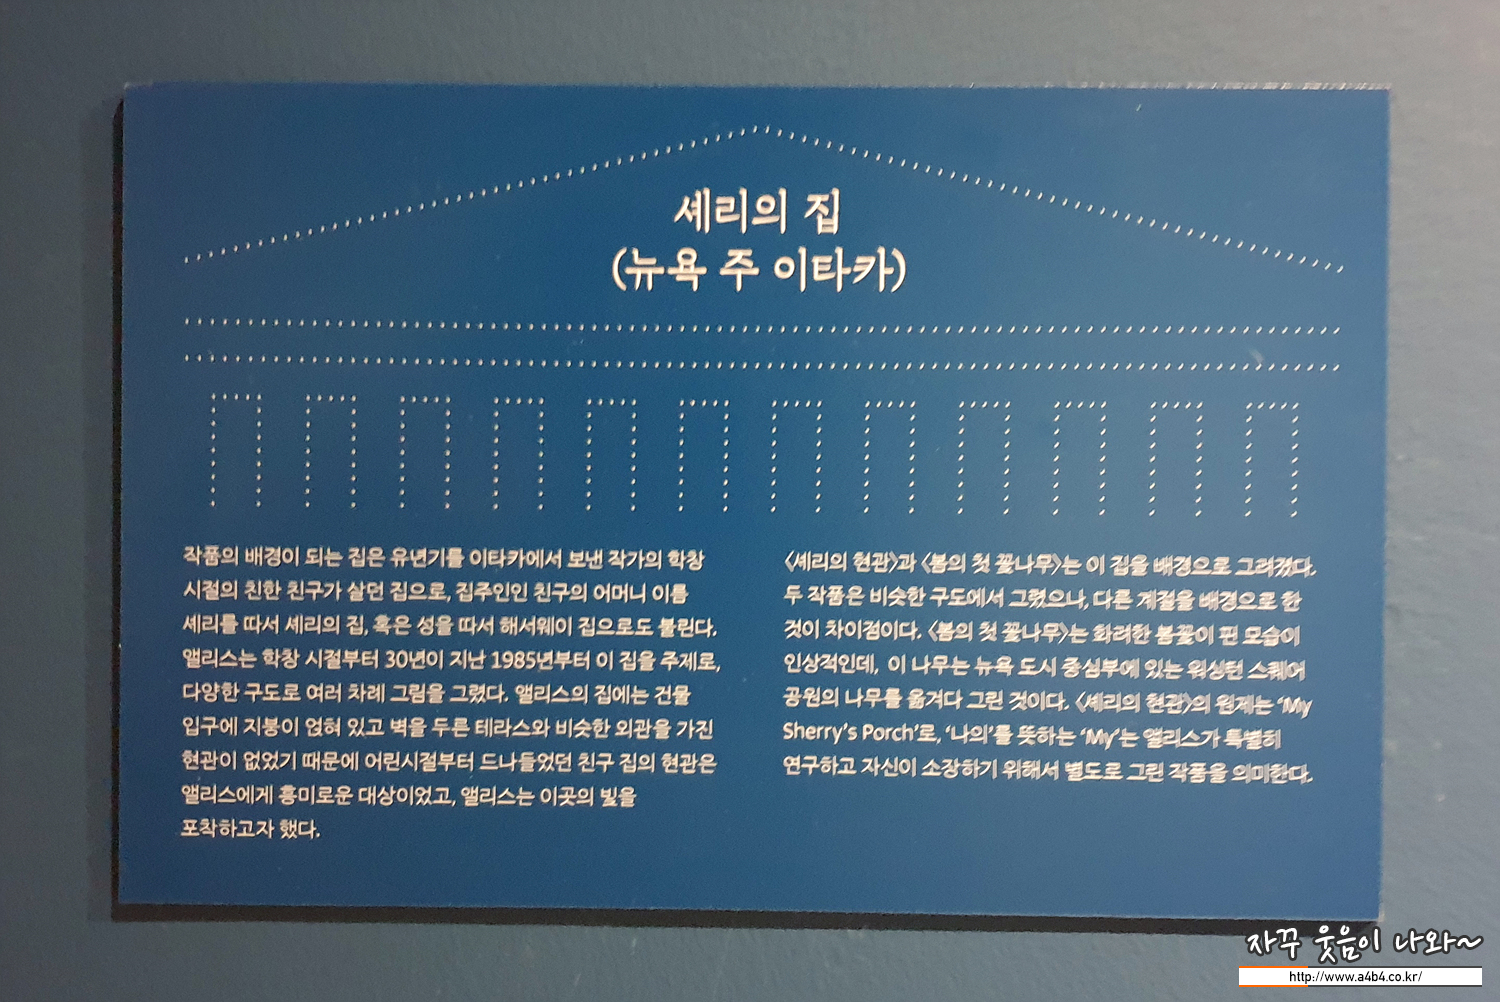 셰리의 집
(뉴욕 주 이타카)
작품의 배경이 되는 집은 유년기를 이타카에서 보낸 작가의 학창
시절의 친한 친구가 살던 집으로, 집주인인 친구의 어머니 이름
셰리를 따서 셰리의 집, 혹은 성을 따서 해서웨이 집으로도 불린다.
앨리스는 학창 시절부터 30년이 지난 1985년부터 이 집을 주제로,
다양한 구도로 여러 차례 그림을 그렸다. 앨리스의 집에는 건물
입구에 지붕이 얹혀 있고 벽을 두른 테라스와 비슷한 외관을 가진
현관이 없었기 때문에 어린시절부터 드나들었던 친구 집의 현관은
앨리스에게 흥미로운 대상이었고, 앨리스는 이곳의 빛을
포착하고자 했다.
〈셰리의 현관〉과 〈봄의 첫 꽃나무〉는 이 집을 배경으로 그려졌다.
두 작품은 비슷한 구도에서 그렸으나, 다른 계절을 배경으로 한
것이 차이점이다. 〈봄의 첫 꽃나무〉는 화려한 봄꽃이 핀 모습이
인상적인데, 이 나무는 뉴욕 도시 중심부에 있는 워싱턴 스퀘어
공원의 나무를 옮겨다 그린 것이다. 〈셰리의 현관〉의 원제는 ‘My
Sherry’s Porch’로, ‘나의’를 뜻하는 ‘My’는 앨리스가 특별히
연구하고 자신이 소장하기 위해서 별도로 그린 작품을 의미한다.
자꾸 웃음이 나와~
http://www.a4b4.co.kr/